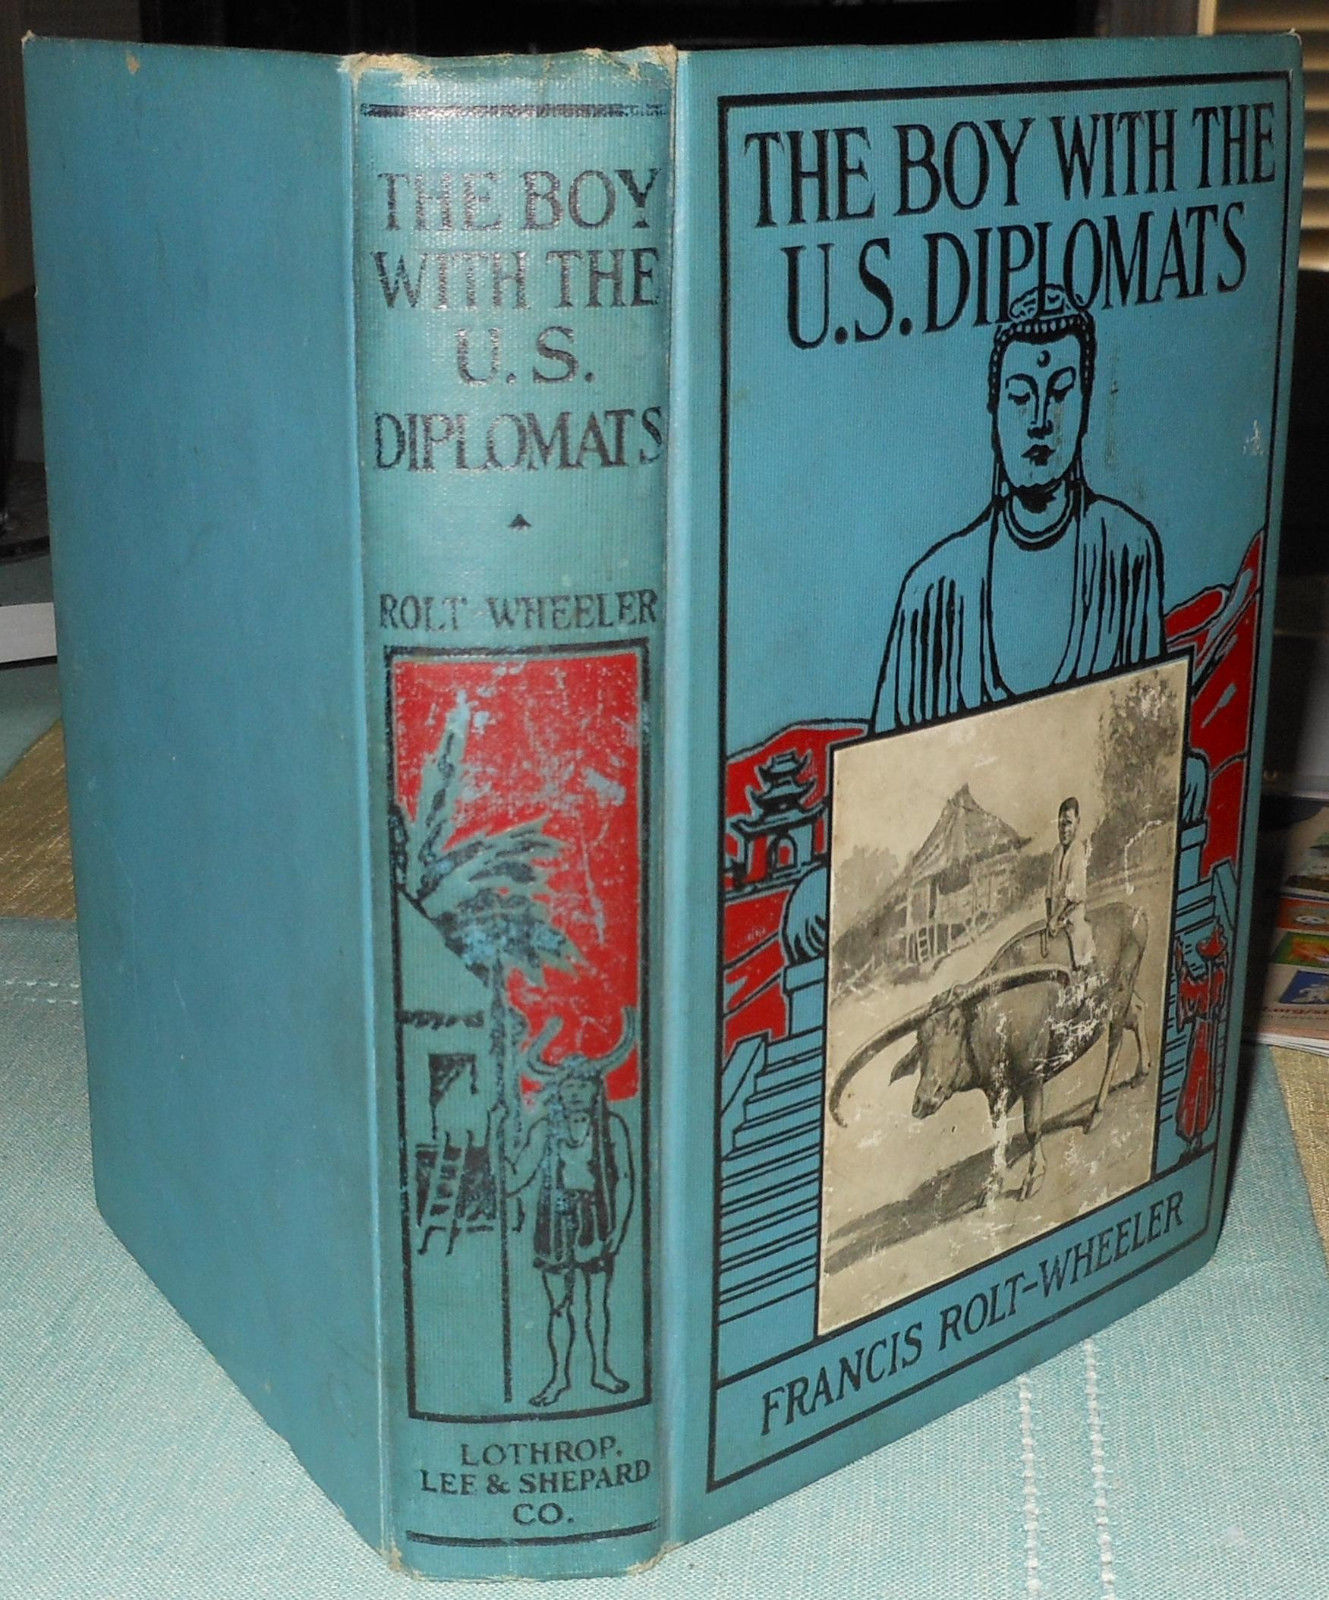 THE BOY
WITH THE
U.S.
DIPLOMATS
ROLT-WHEELER
LOTHROP,
LEE & SHEPARD
CO.
THE BOY WITH THE
U.S. DIPLOMATS
FRANCIS ROLT-WHEELER